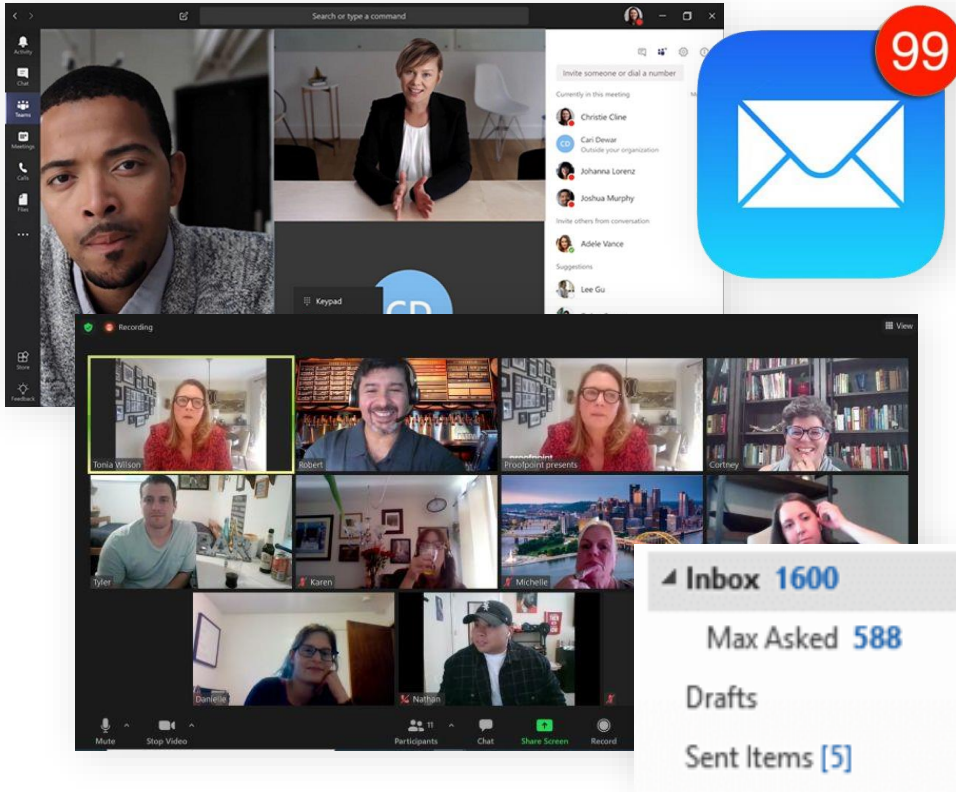 Search or type a command
Activity
Chat
Teams
Meetings
Calls
Files
Store
Feedback
Keypad
CD
Invite someone or dial a number
Currently in this meeting
Christie Cline
CD
Cari Dewar
Outside your organization
Johanna Lorenz
Joshua Murphy
Invite others from conversation
Adele Vance
Suggestions
Lee Gu
99
Recording
View
Tonia Wilson
Robert
proofpoint
Proofpoint presents
Cortney
Tyler
Karen
Michelle
Danielle
Nathan
Mute
Stop Video
Participants
11
Chat
Share Screen
Record
Inbox 1600
Max Asked 588
Drafts
Sent Items [5]